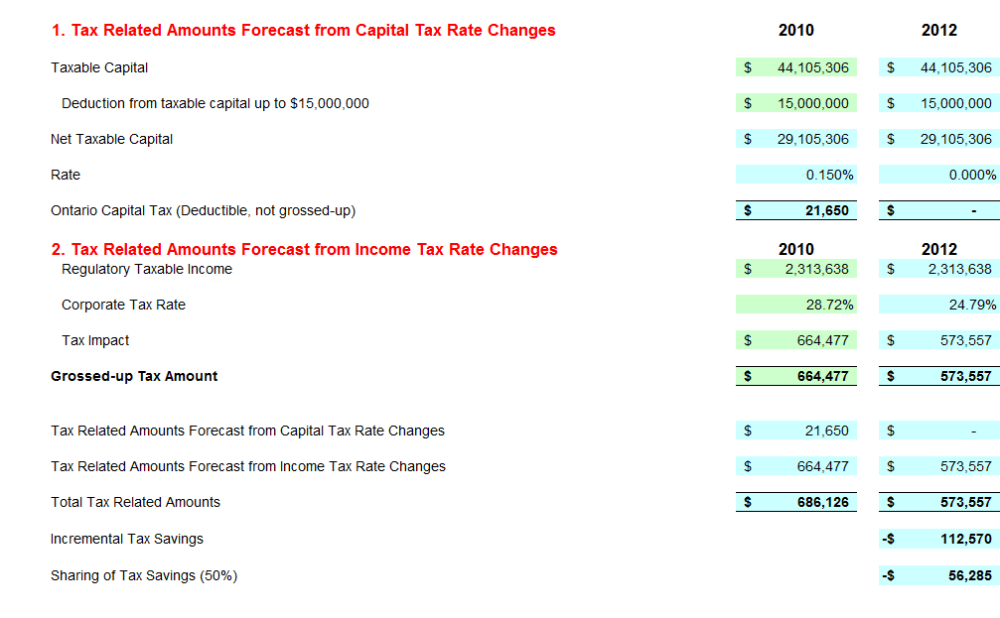 1. Tax Related Amounts Forecast from Capital Tax Rate Changes 2010 2012
Taxable Capital $ 44,105,306 $ 44,105,306
Deduction from taxable capital up to $15,000,000 $ 15,000,000 $ 15,000,000
Net Taxable Capital $ 29,105,306 $ 29,105,306
Rate 0.150% 0.000%
Ontario Capital Tax (Deductible, not grossed-up) $ 21,650 $ -
2. Tax Related Amounts Forecast from Income Tax Rate Changes 2010 2012
Regulatory Taxable Income $ 2,313,638 $ 2,313,638
Corporate Tax Rate 28.72% 24.79%
Tax Impact $ 664,477 $ 573,557
Grossed-up Tax Amount $ 664,477 $ 573,557
Tax Related Amounts Forecast from Capital Tax Rate Changes $ 21,650 $ -
Tax Related Amounts Forecast from Income Tax Rate Changes $ 664,477 $ 573,557
Total Tax Related Amounts $ 686,126 $ 573,557
Incremental Tax Savings -$ 112,570
Sharing of Tax Savings (50%) -$ 56,285